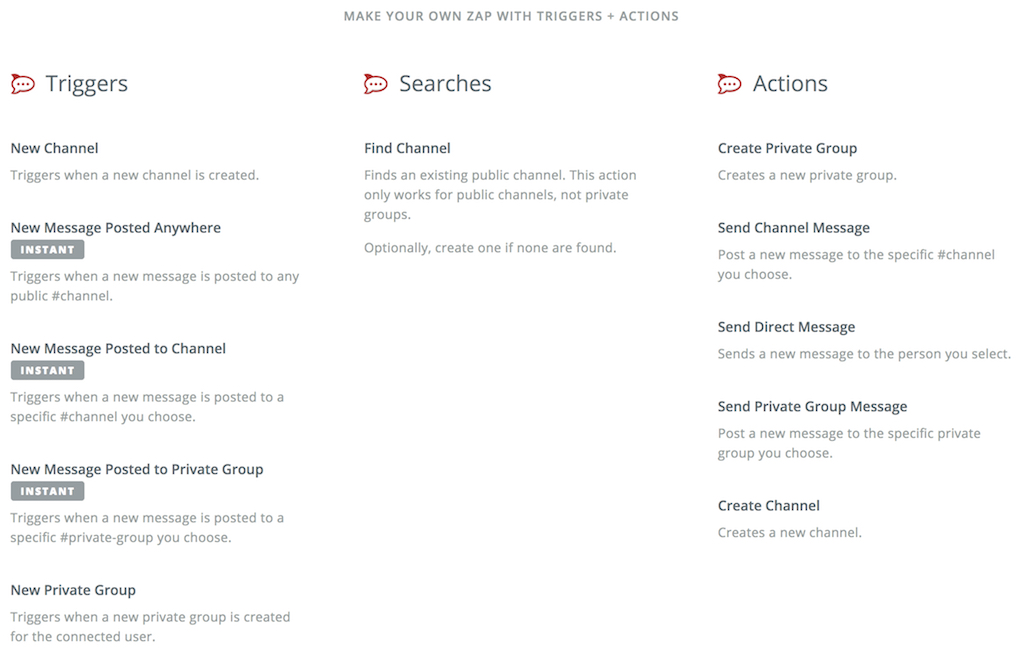 MAKE YOUR OWN ZAP WITH TRIGGERS + ACTIONS
Triggers
New Channel
Triggers when a new channel is created.
New Message Posted Anywhere
INSTANT
Triggers when a new message is posted to any
public #channel.
New Message Posted to Channel
INSTANT
Triggers when a new message is posted to a
specific #channel you choose.
New Message Posted to Private Group
INSTANT
Triggers when a new message is posted to a
specific #private-group you choose.
New Private Group
Triggers when a new private group is created
for the connected user.
Searches
Find Channel
Finds an existing public channel. This action
only works for public channels, not private
groups.
Optionally, create one if none are found.
Actions
Create Private Group
Creates a new private group.
Send Channel Message
Post a new message to the specific #channel
you choose.
Send Direct Message
Sends a new message to the person you select.
Send Private Group Message
Post a new message to the specific private
group you choose.
Create Channel
Creates a new channel.